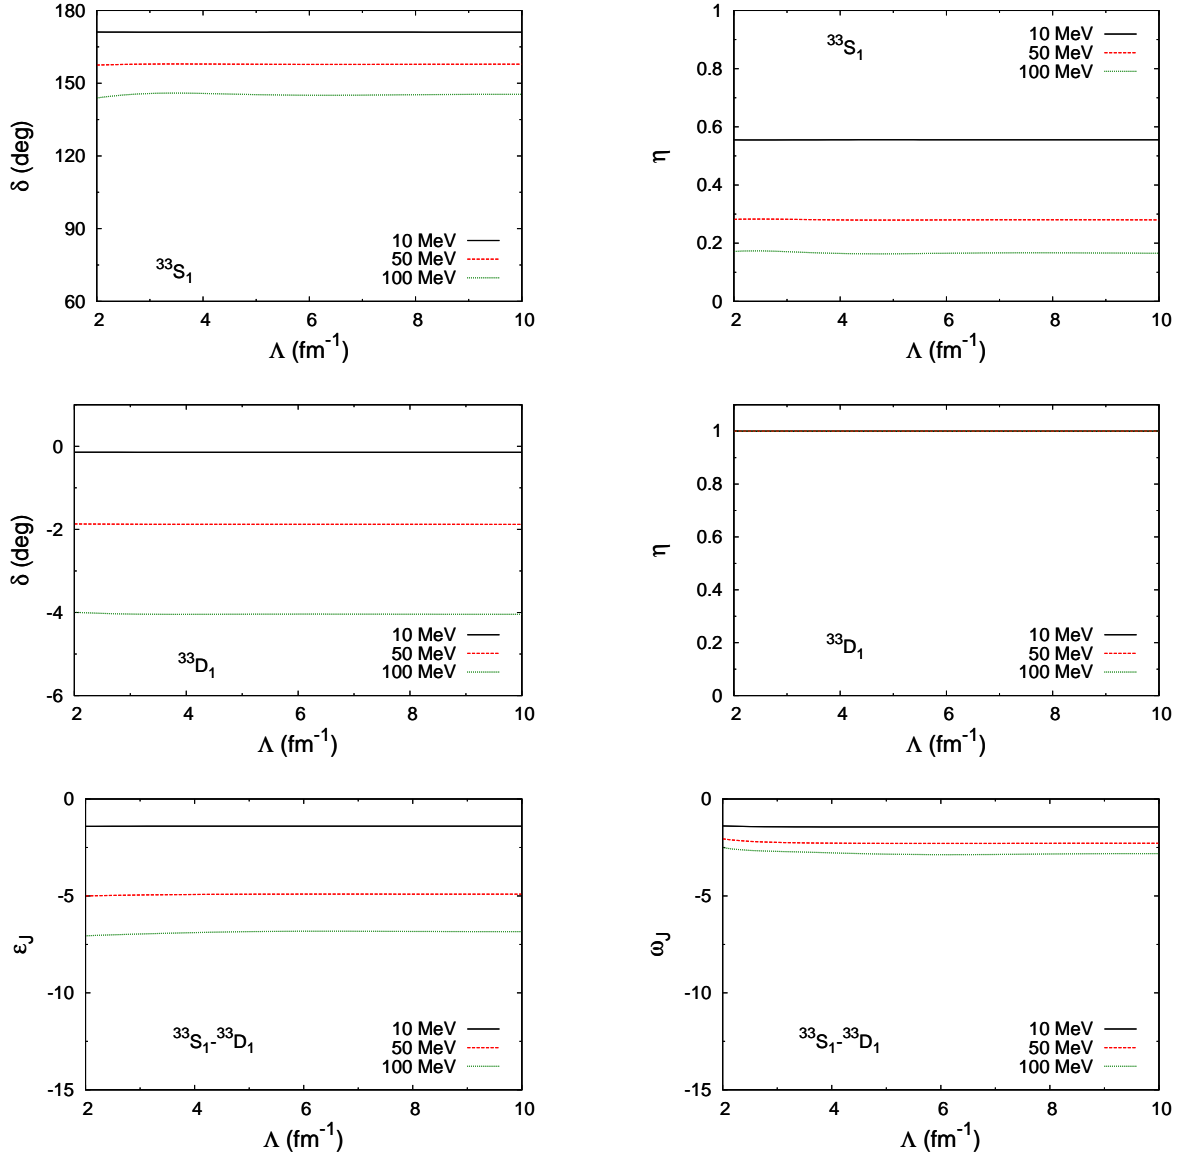 180
150
120
90
60
δ (deg)
³³S₁
10 MeV
50 MeV
100 MeV
2 4 6 8 10
Λ (fm⁻¹)
1
0.8
0.6
0.4
0.2
0
η
³³S₁
10 MeV
50 MeV
100 MeV
2 4 6 8 10
Λ (fm⁻¹)
0
-2
-4
-6
δ (deg)
³³D₁
10 MeV
50 MeV
100 MeV
2 4 6 8 10
Λ (fm⁻¹)
1
0.8
0.6
0.4
0.2
0
η
³³D₁
10 MeV
50 MeV
100 MeV
2 4 6 8 10
Λ (fm⁻¹)
0
-5
-10
-15
ε_J
³³S₁-³³D₁
10 MeV
50 MeV
100 MeV
2 4 6 8 10
Λ (fm⁻¹)
0
-5
-10
-15
ω_J
³³S₁-³³D₁
10 MeV
50 MeV
100 MeV
2 4 6 8 10
Λ (fm⁻¹)